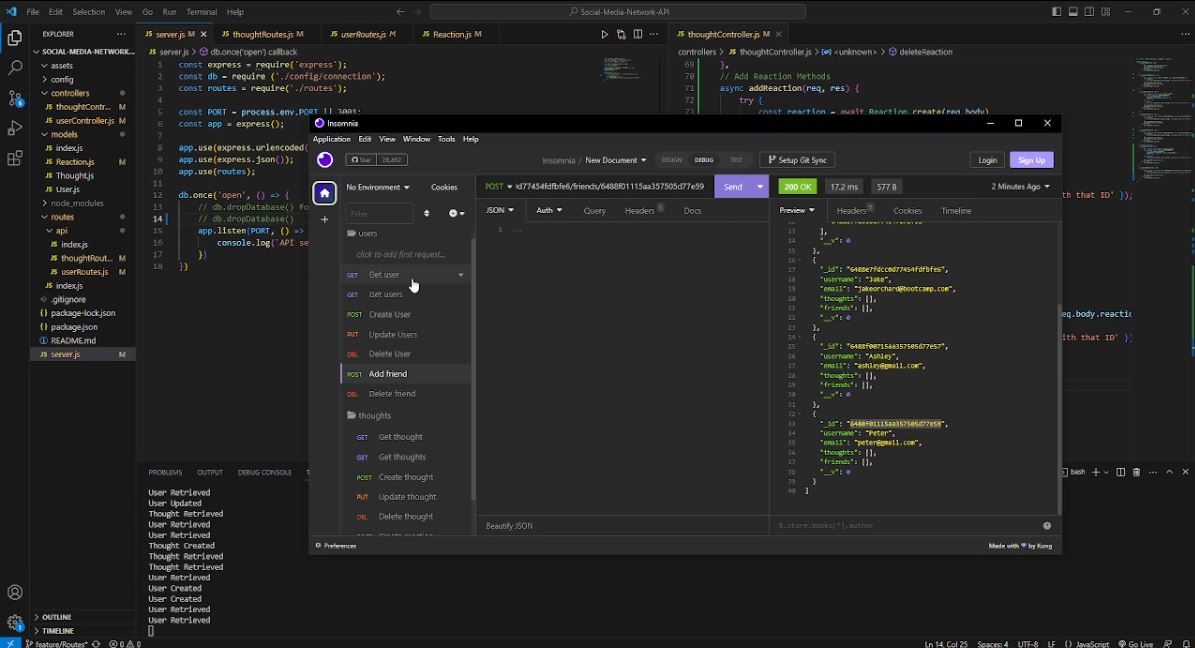 File Edit Selection View Go Run Terminal Help
Social-Media-Network-API
EXPLORER
SOCIAL-MEDIA-NETWORK...
assets
config
controllers
JS thoughtContr... M
JS userController.js M
models
JS index.js
JS Reaction.js M
JS Thought.js
JS User.js
node_modules
routes
api
JS index.js
JS thoughtRout... M
JS userRoutes.js M
JS index.js
.gitignore
{} package-lock.json
{} package.json
README.md
JS server.js M
OUTLINE
TIMELINE
JS server.js M
JS thoughtRoutes.js M
JS userRoutes.js M
JS Reaction.js M
JS server.js > db.once('open') callback
1 const express = require('express');
2 const db = require ('./config/connection');
3 const routes = require('./routes');
4
5 const PORT = process.env.PORT || 3001;
6 const app = express();
7
8 app.use(express.urlencoded(
9 app.use(express.json());
10 app.use(routes);
11
12 db.once('open', () => {
13 // db.dropDatabase() fo
14 // db.dropDatabase()
15 app.listen(PORT, () =>
16 console.log(`API se
17 })
18 })
JS thoughtController.js M
controllers > JS thoughtController.js > <unknown> > deleteReaction
69 },
70 // Add Reaction Methods
71 async addReaction(req, res) {
72 try {
73 const reaction = await Reaction.create(req.body)
th that ID' });
eq.body.reactio
ith that ID' })
Insomnia
Application Edit View Window Tools Help
Star 28,492
Insomnia / New Document
DESIGN DEBUG TEST
Setup Git Sync
Login
Sign Up
No Environment
Cookies
Filter
users
click to add first request...
GET Get user
GET Get users
POST Create User
PUT Update Users
DEL Delete User
POST Add friend
DEL Delete friend
thoughts
GET Get thought
GET Get thoughts
POST Create thought
PUT Update thought
DEL Delete thought
POST ld77454fdfbfe6/friends/6488f01115aa357505d77e59 Send
JSON Auth Query Headers 1 Docs
1 ...
Beautify JSON
200 OK 17.2 ms 577 B 2 Minutes Ago
Preview Headers 7 Cookies Timeline
13 ],
14 "__v": 0
15 },
16 {
17 "_id": "6488e7fdcc0d77454fdfbfe6",
18 "username": "Jake",
19 "email": "jakeorchard@bootcamp.com",
20 "thoughts": [],
21 "friends": [],
22 "__v": 0
23 },
24 {
25 "_id": "6488f00715aa357505d77e57",
26 "username": "Ashley",
27 "email": "ashley@gmail.com",
28 "thoughts": [],
29 "friends": [],
30 "__v": 0
31 },
32 {
33 "_id": "6488f01115aa357505d77e59",
34 "username": "Peter",
35 "email": "peter@gmail.com",
36 "thoughts": [],
37 "friends": [],
38 "__v": 0
39 }
40 ]
$.store.books[*].author
Preferences
Made with ♥ by Kong
PROBLEMS OUTPUT DEBUG CONSOLE
bash
User Retrieved
User Updated
Thought Retrieved
User Retrieved
User Retrieved
Thought Created
Thought Retrieved
Thought Retrieved
User Retrieved
User Created
User Created
User Retrieved
User Retrieved
feature/Routes* 0 0
Ln 14, Col 25 Spaces: 4 UTF-8 LF {} JavaScript Go Live